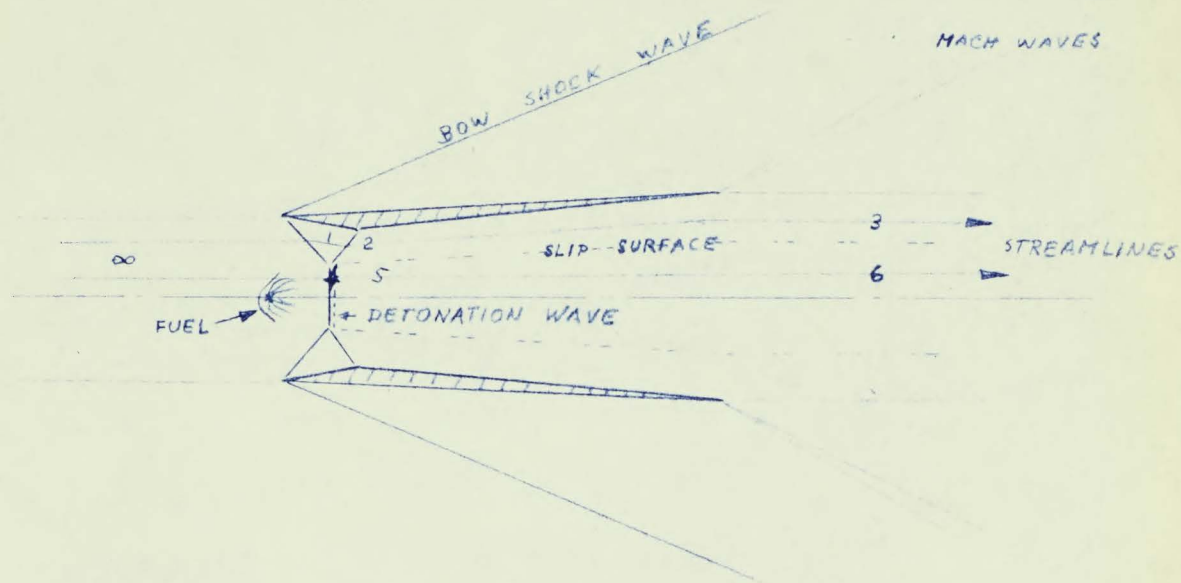 MACH WAVES
BOW SHOCK WAVE
1
2
3
SLIP SURFACE
STREAMLINES
∞
5
6
DETONATION WAVE
FUEL